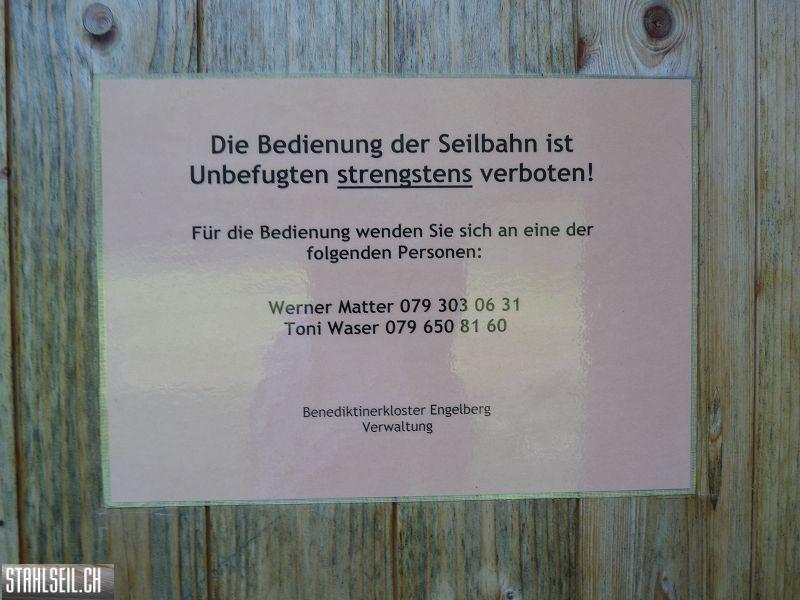 Die Bedienung der Seilbahn ist
Unbefugten strengstens verboten!
Für die Bedienung wenden Sie sich an eine der
folgenden Personen:
Werner Matter 079 303 06 31
Toni Waser 079 650 81 60
Benediktinerkloster Engelberg
Verwaltung
STAHLSEIL.CH